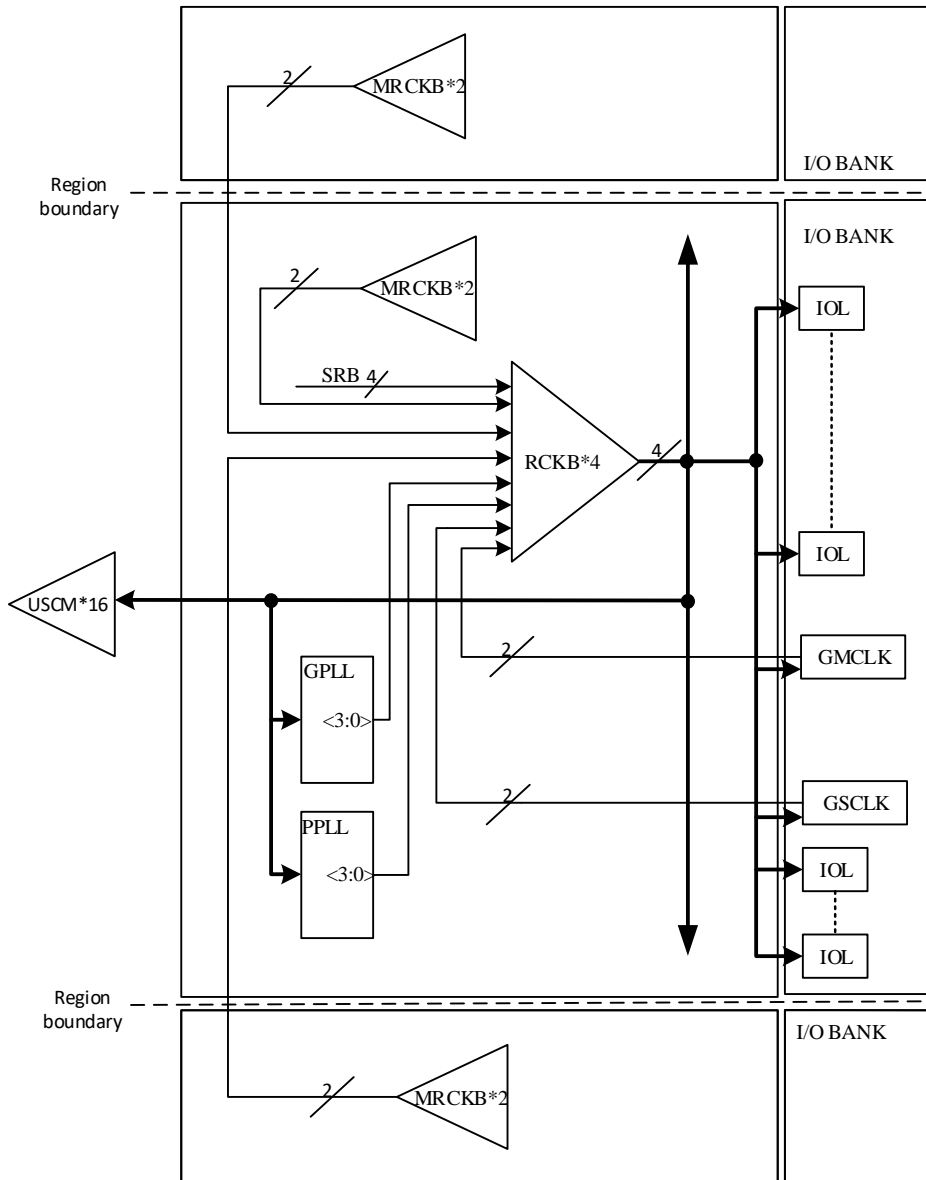 2
MRCKB*2
I/O BANK
Region
boundary
I/O BANK
2
MRCKB*2
IOL
SRB 4
RCKB*4
4
IOL
USCM*16
2
GMCLK
GPLL
<3:0>
2
GSCLK
PPLL
<3:0>
IOL
IOL
Region
boundary
I/O BANK
2
MRCKB*2